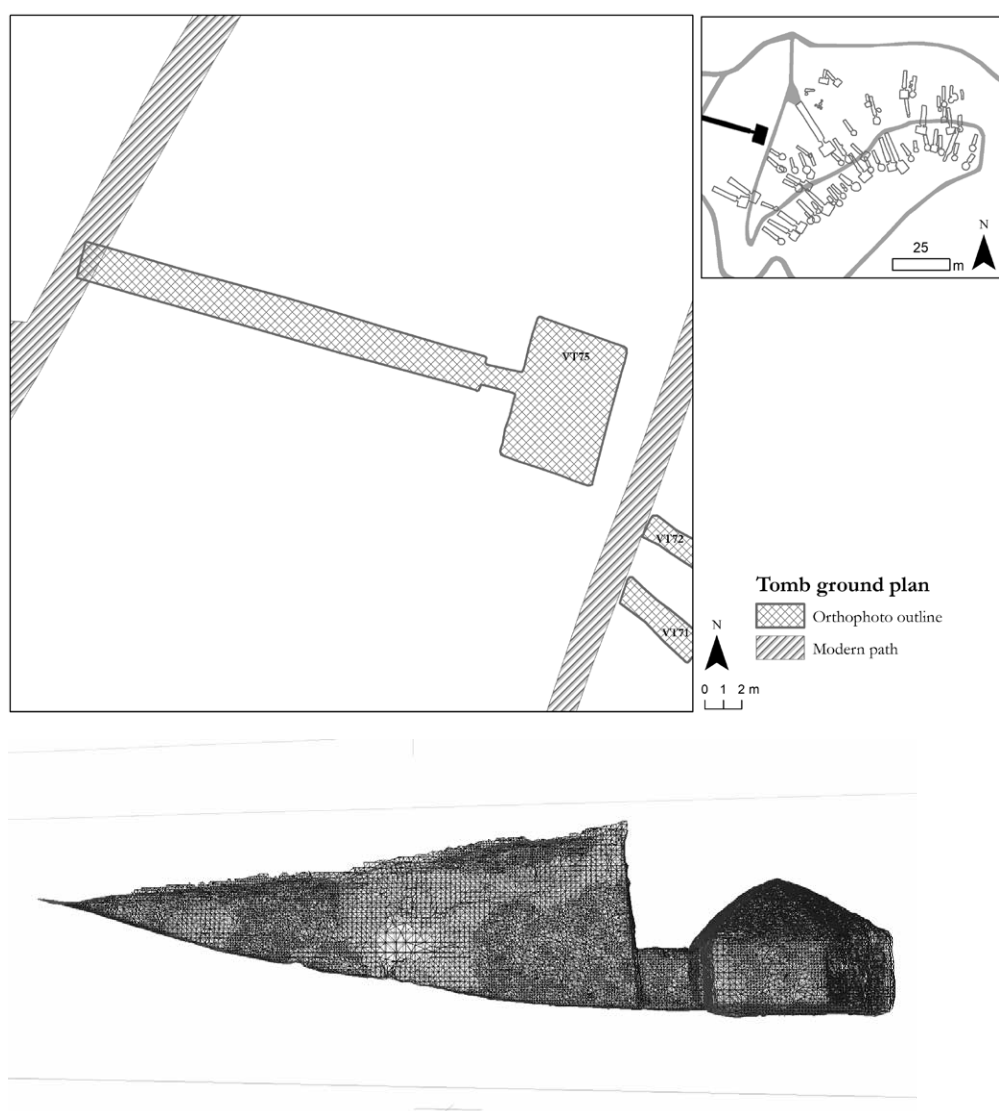 VT75
VT72
VT71
N
25
m
Tomb ground plan
Orthophoto outline
Modern path
N
0 1 2 m